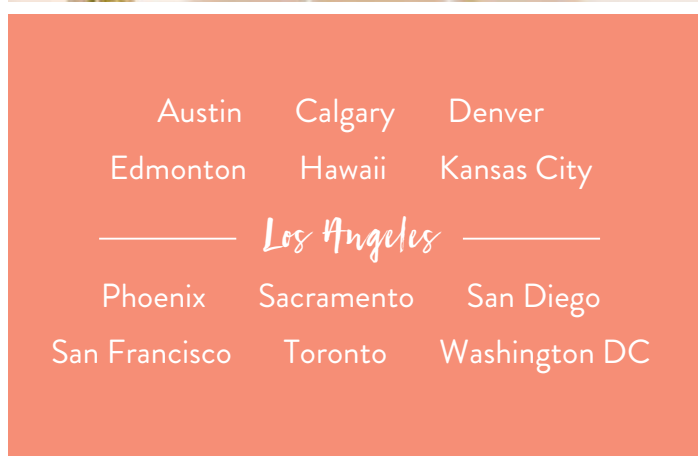 Austin Calgary Denver
Edmonton Hawaii Kansas City
Los Angeles
Phoenix Sacramento San Diego
San Francisco Toronto Washington DC